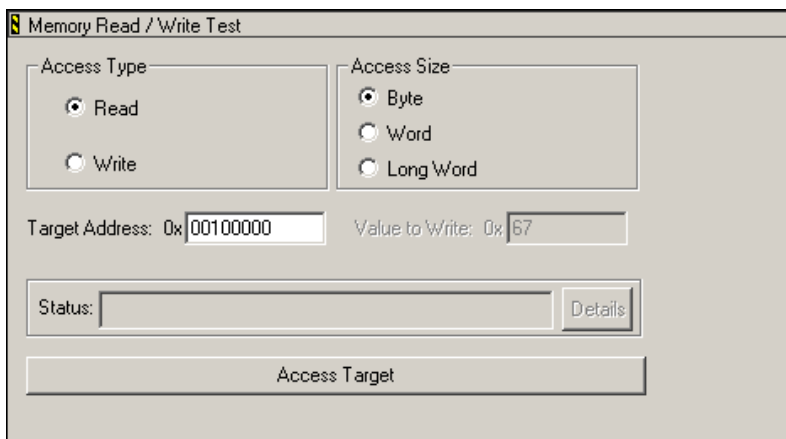 Memory Read / Write Test
Access Type
Read
Write
Access Size
Byte
Word
Long Word
Target Address: 0x 00100000 Value to Write: 0x 67
Status: Details
Access Target